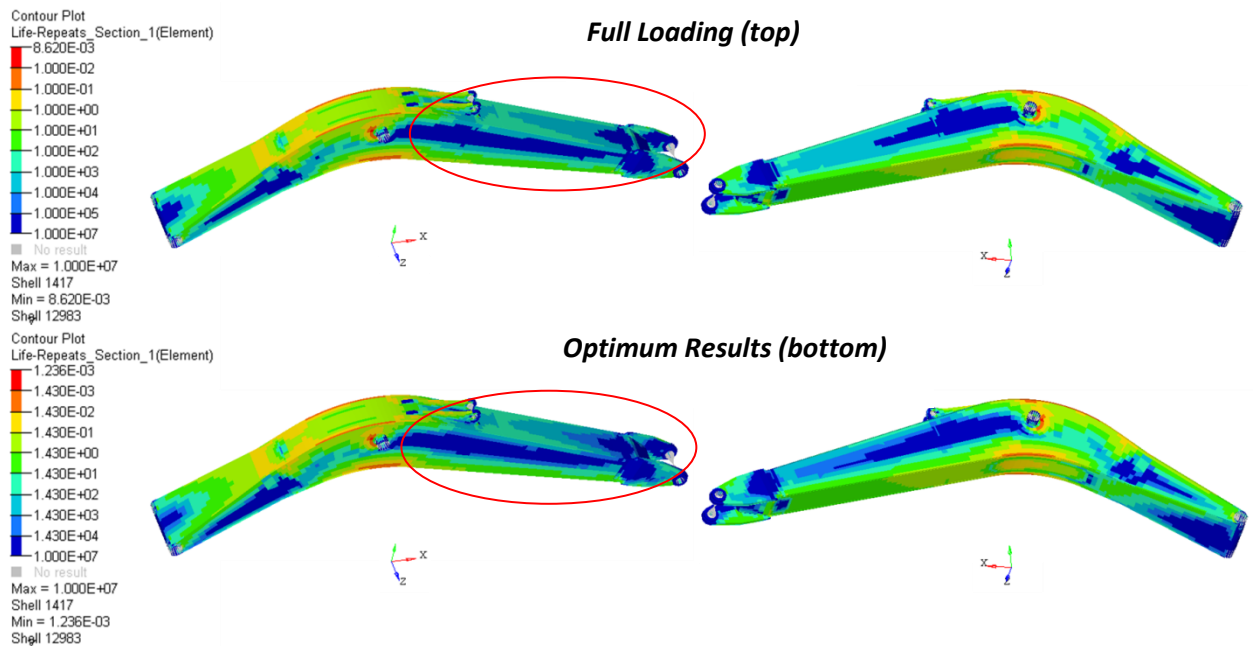 Contour Plot
Life-Repeats_Section_1(Element)
Full Loading (top)
8.620E-03
1.000E-02
1.000E-01
1.000E+00
1.000E+01
1.000E+02
1.000E+03
1.000E+04
1.000E+05
1.000E+07
No result
Max = 1.000E+07
Shell 1417
Min = 8.620E-03
Shell 12983
X
Z
X
Z
Contour Plot
Life-Repeats_Section_1(Element)
Optimum Results (bottom)
1.236E-03
1.430E-03
1.430E-02
1.430E-01
1.430E+00
1.430E+01
1.430E+02
1.430E+03
1.430E+04
1.000E+07
No result
Max = 1.000E+07
Shell 1417
Min = 1.236E-03
Shell 12983
X
Z
X
Z